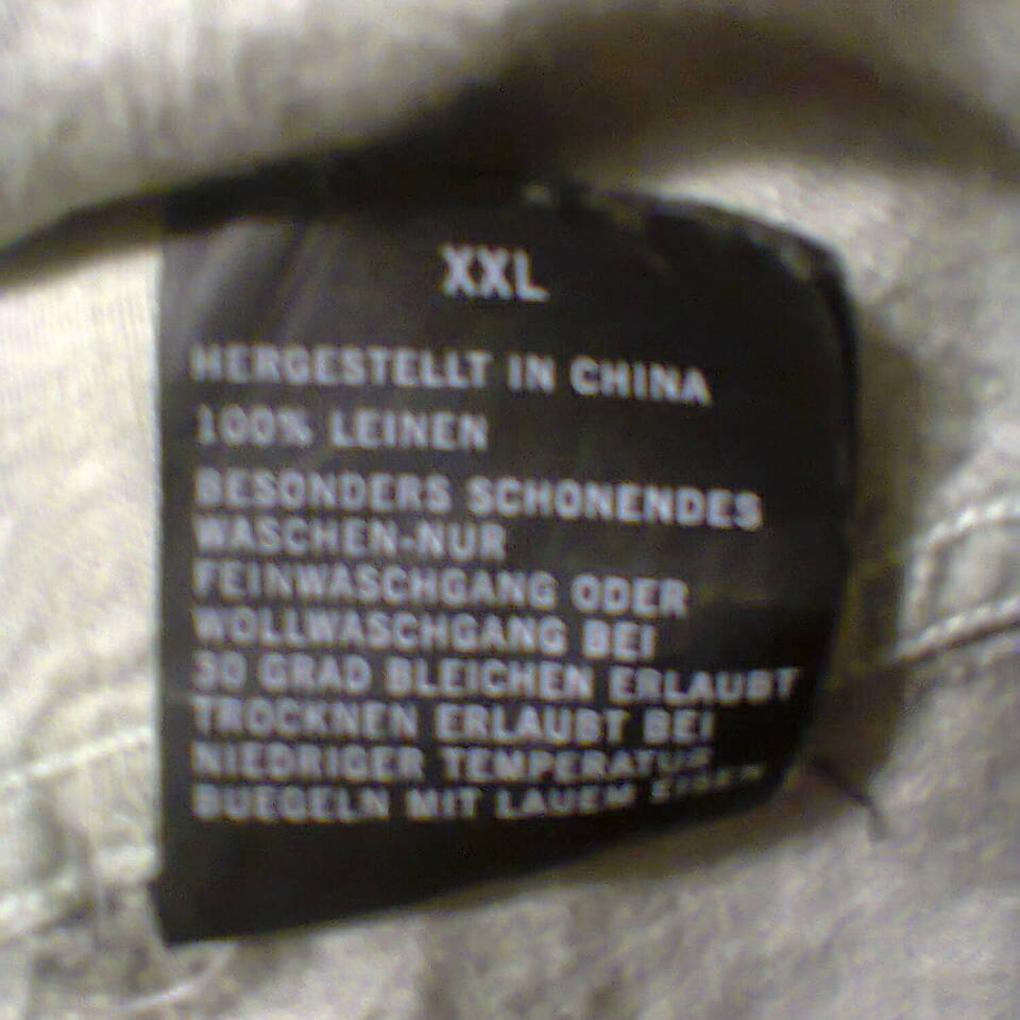 XXL
HERGESTELLT IN CHINA
100% LEINEN
BESONDERS SCHONENDES
WASCHEN-NUR
FEINWASCHGANG ODER
WOLLWASCHGANG BEI
30 GRAD BLEICHEN ERLAUBT
TROCKNEN ERLAUBT BEI
NIEDRIGER TEMPERATUR
BUEGELN MIT LAUEM EISEN